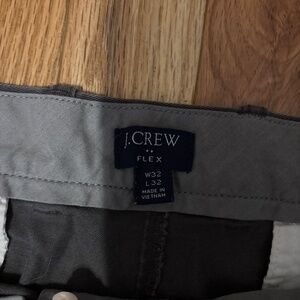 J.CREW
FLEX
W32
L32
MADE IN
VIETNAM